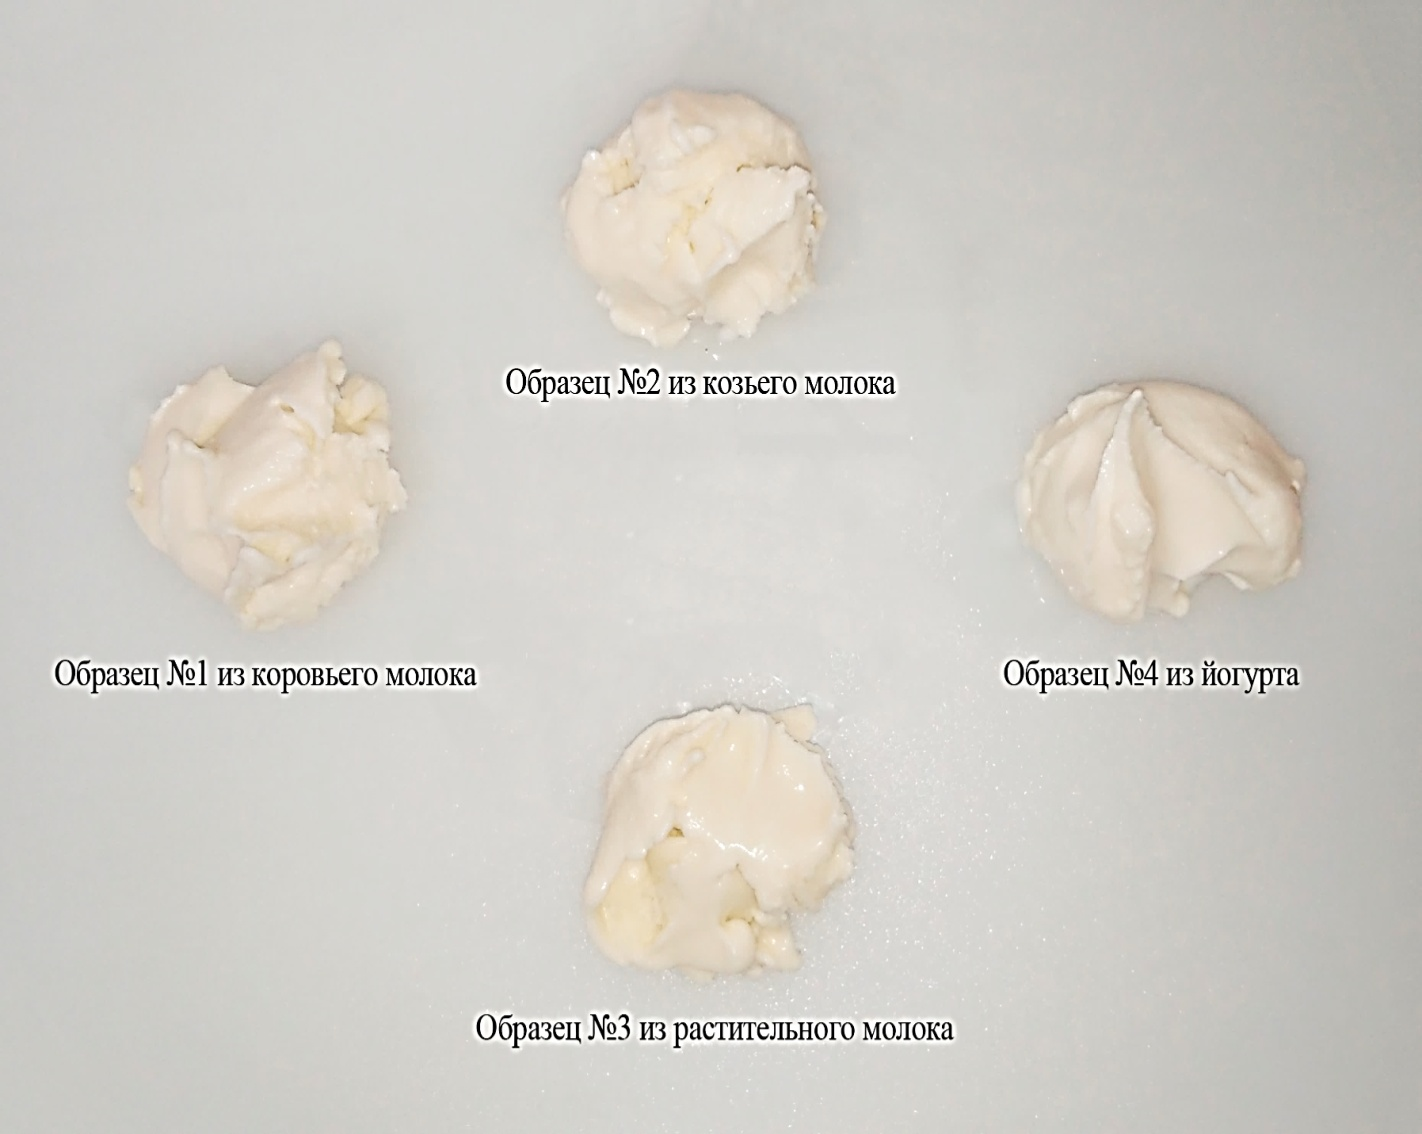 Образец №2 из козьего молока
Образец №1 из коровьего молока
Образец №4 из йогурта
Образец №3 из растительного молока